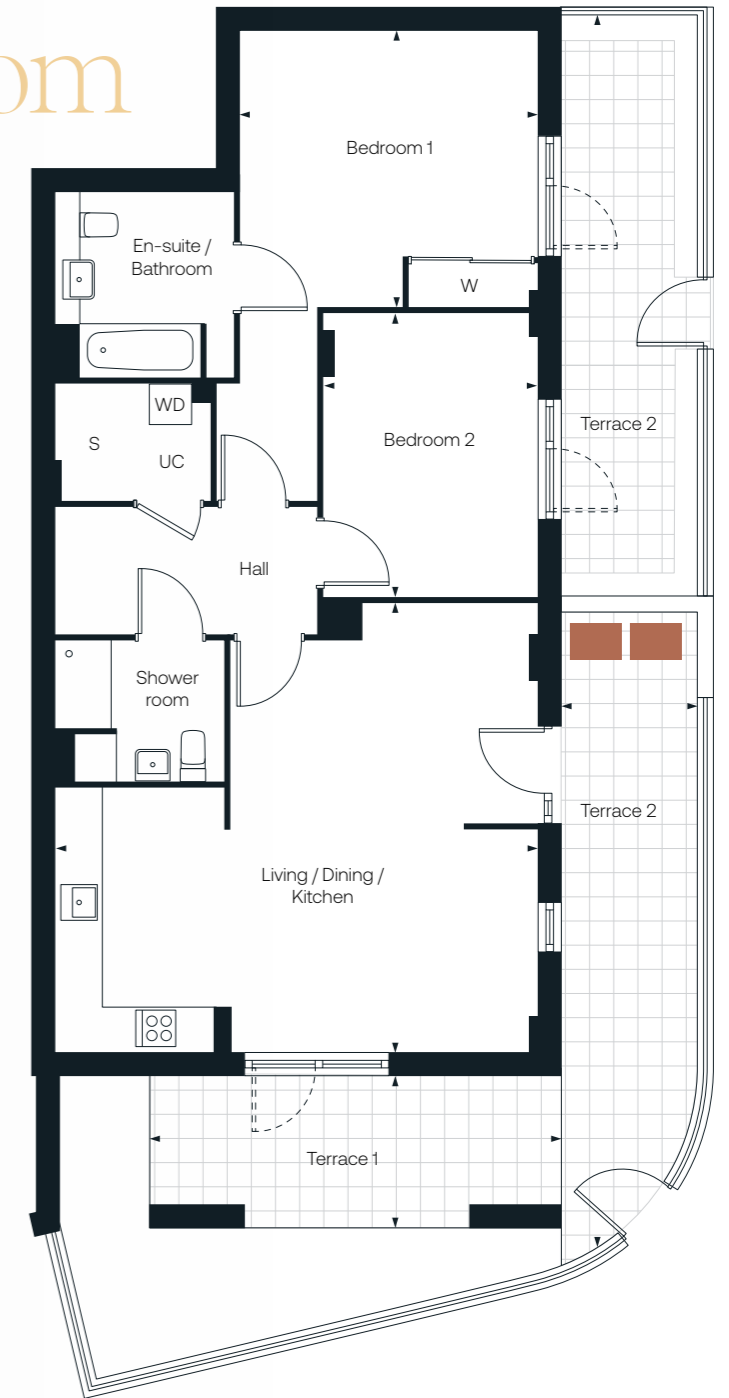 om
Bedroom 1
En-suite /
Bathroom
W
WD
S
UC
Bedroom 2
Terrace 2
Hall
Shower
room
Terrace 2
Living / Dining /
Kitchen
Terrace 1